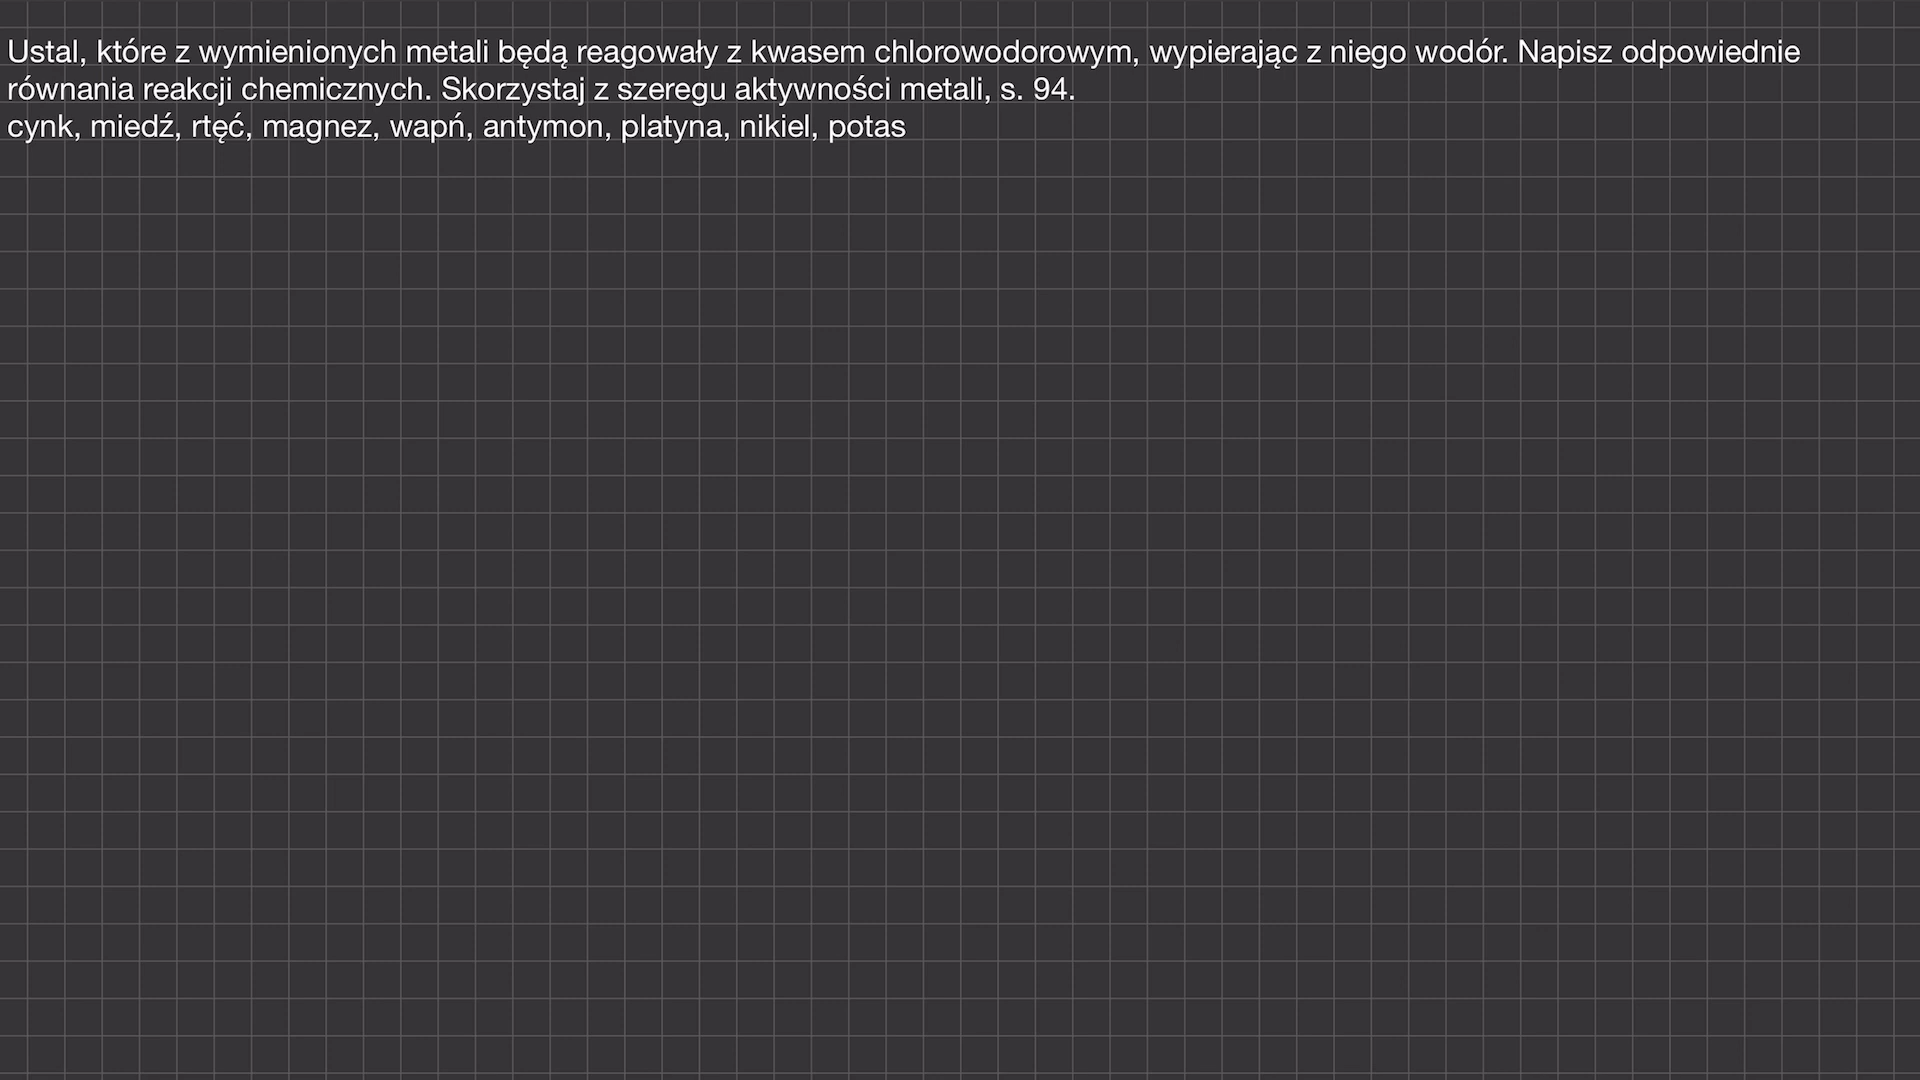 Ustal, które z wymienionych metali będą reagowały z kwasem chlorowodorowym, wypierając z niego wodór. Napisz odpowiednie
równania reakcji chemicznych. Skorzystaj z szeregu aktywności metali, s. 94.
cynk, miedź, rtęć, magnez, wapń, antymon, platyna, nikiel, potas